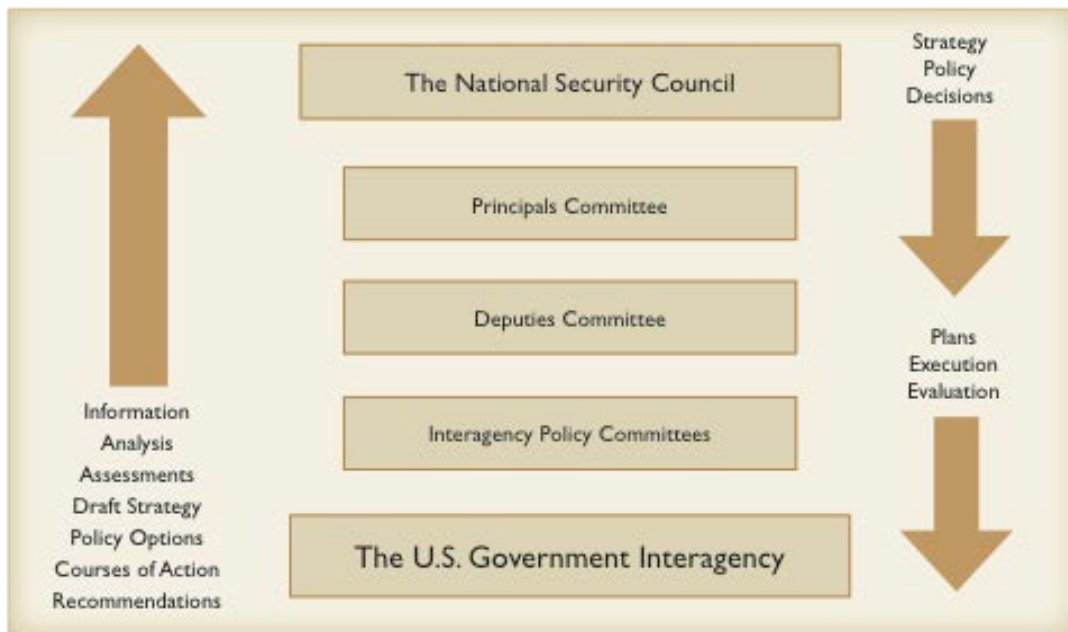 The National Security Council
Principals Committee
Deputies Committee
Interagency Policy Committees
The U.S. Government Interagency
Information
Analysis
Assessments
Draft Strategy
Policy Options
Courses of Action
Recommendations
Strategy
Policy
Decisions
Plans
Execution
Evaluation